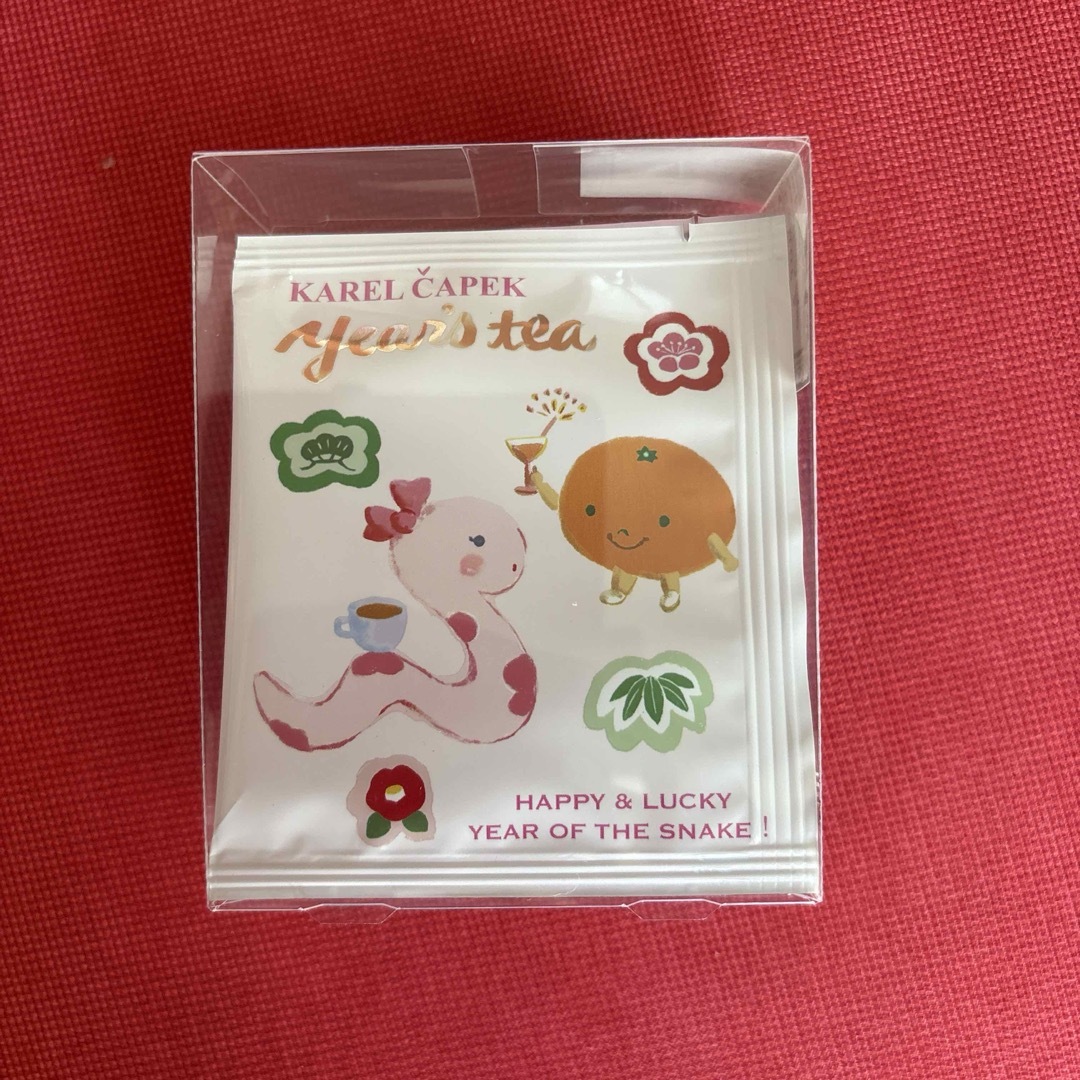 KAREL ČAPEK
year's tea
HAPPY & LUCKY
YEAR OF THE SNAKE !